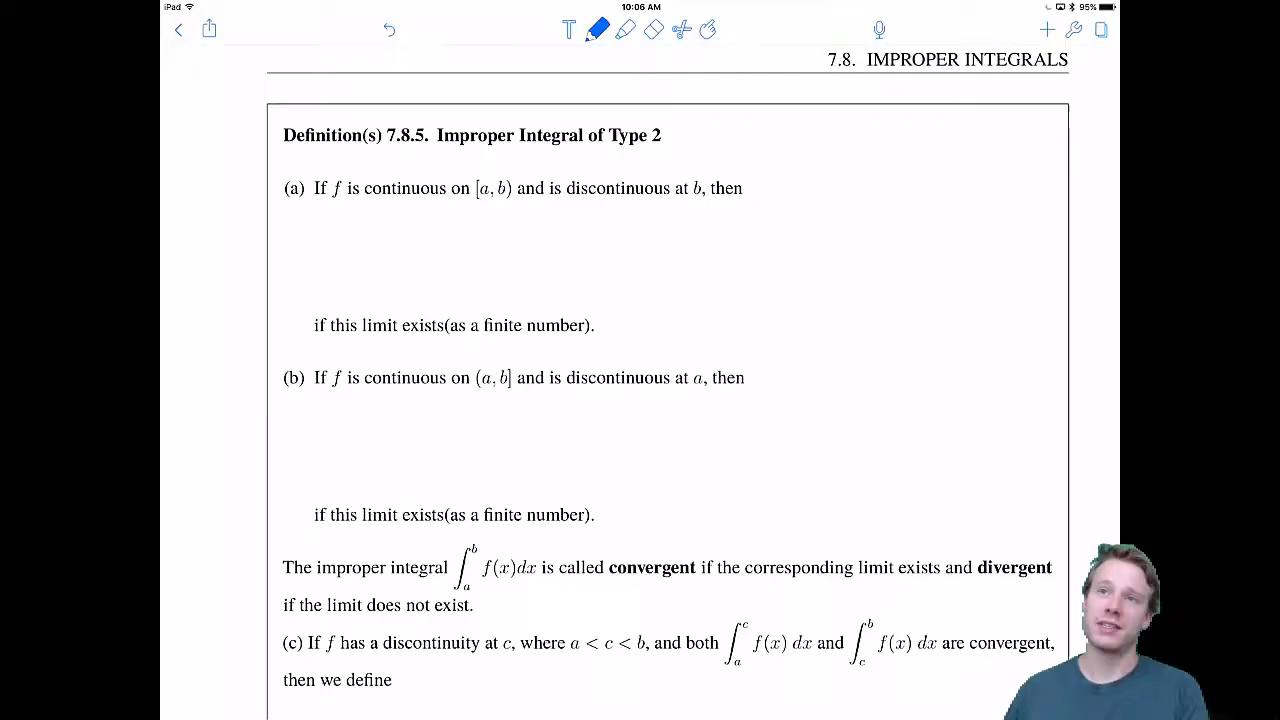 iPad 10:06 AM 95%
T
7.8. IMPROPER INTEGRALS
Definition(s) 7.8.5. Improper Integral of Type 2
(a) If f is continuous on [a, b) and is discontinuous at b, then
if this limit exists(as a finite number).
(b) If f is continuous on (a, b] and is discontinuous at a, then
if this limit exists(as a finite number).
The improper integral ∫_a^b f(x)dx is called convergent if the corresponding limit exists and divergent
if the limit does not exist.
(c) If f has a discontinuity at c, where a < c < b, and both ∫_a^c f(x) dx and ∫_c^b f(x) dx are convergent,
then we define